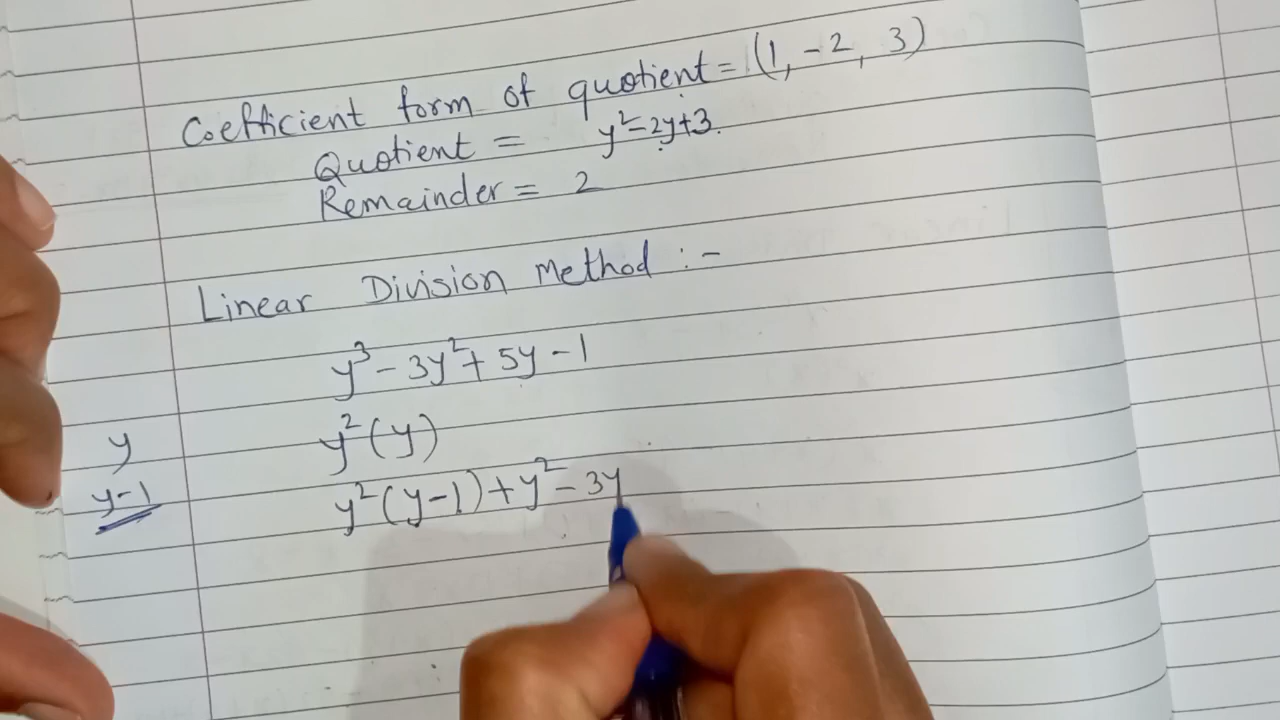 Coefficient form of quotient = (1, -2, 3)
Quotient = y²-2y+3.
Remainder = 2
Linear Division Method :-
y³ - 3y² + 5y - 1
y y²(y)
y-1 y²(y-1) + y² - 3y